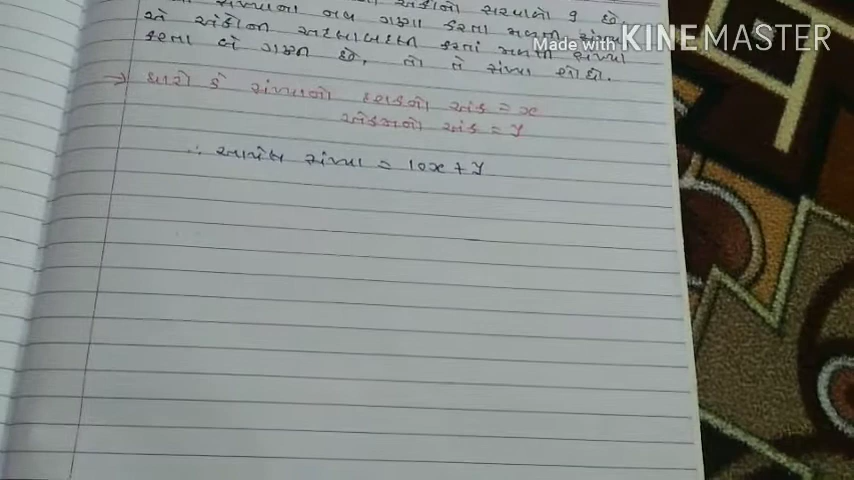 સંખ્યાના નવ ગણા કરતા મળતી સંખ્યા અંકોનો સરવાળો 9 છે.
એ અંકોની અદલાબદલી કરતાં મળતી સંખ્યા
કરતા બે ગણી છે, તો તે સંખ્યા શોધો.
Made with KINEMASTER
→ ધારો કે સંખ્યાનો દશકનો અંક = x
એકમનો અંક = y
∴ આપેલ સંખ્યા = 10x + y